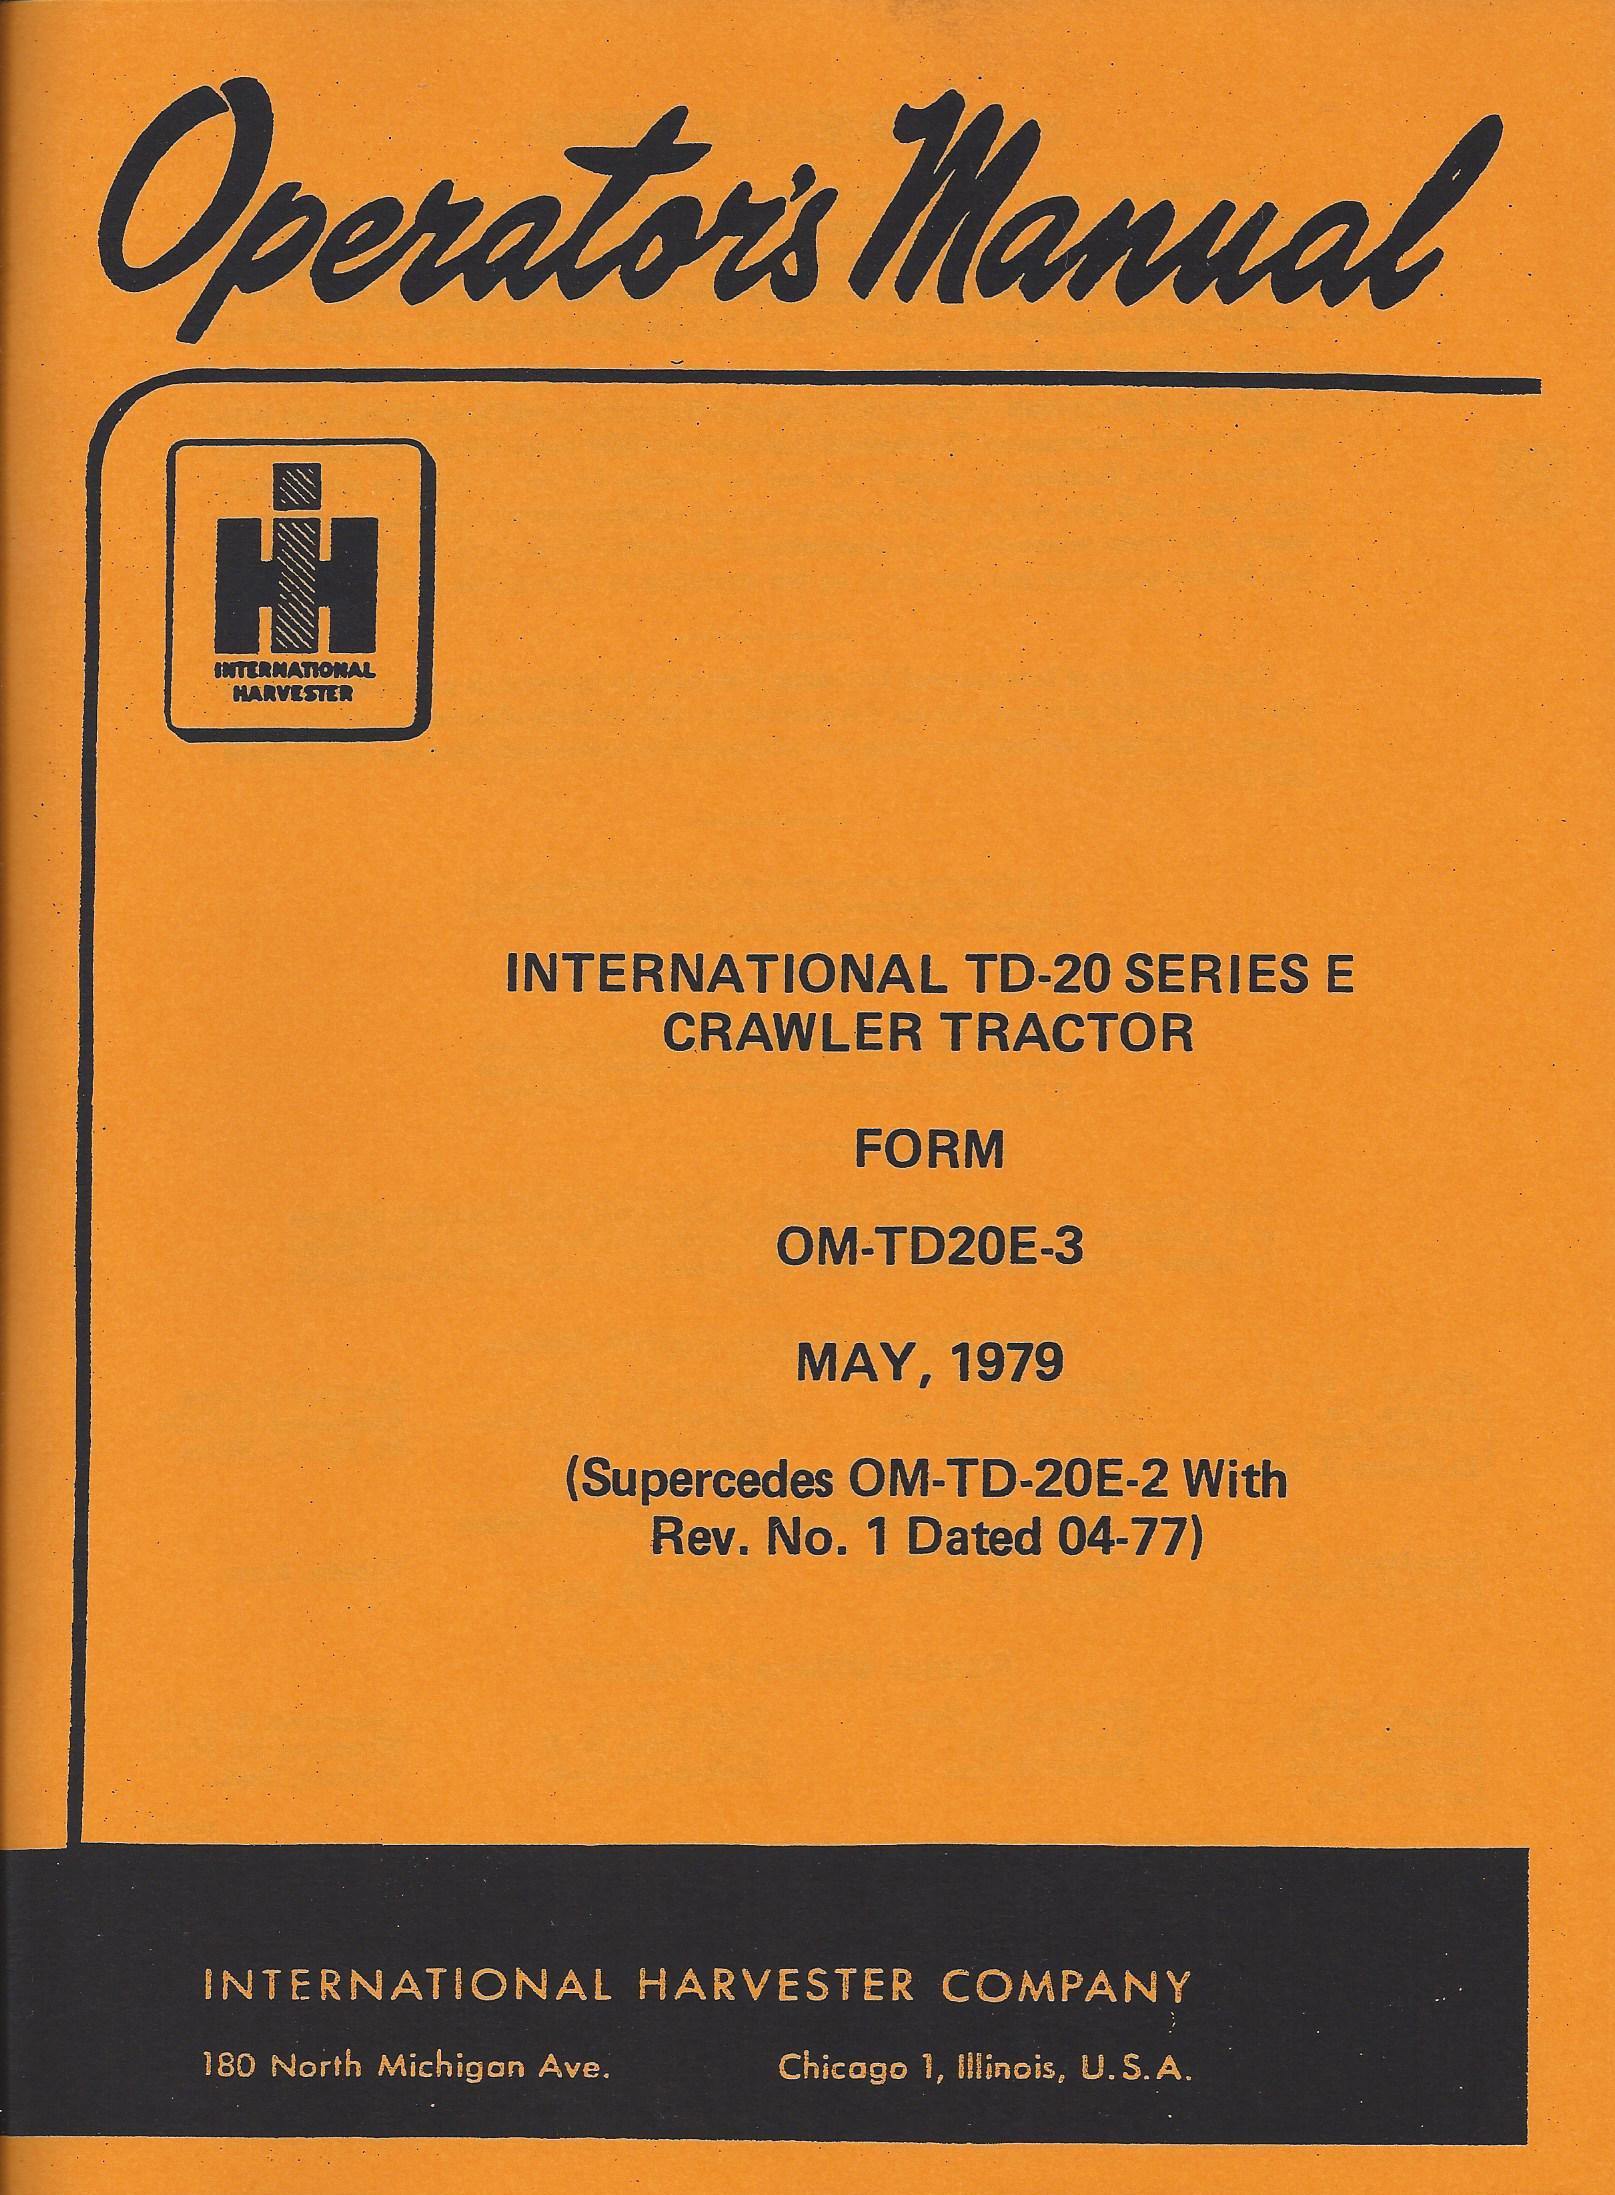 Operator's Manual
IH
INTERNATIONAL
HARVESTER
INTERNATIONAL TD-20 SERIES E
CRAWLER TRACTOR
FORM
OM-TD20E-3
MAY, 1979
(Supercedes OM-TD-20E-2 With
Rev. No. 1 Dated 04-77)
INTERNATIONAL HARVESTER COMPANY
180 North Michigan Ave. Chicago 1, Illinois, U.S.A.